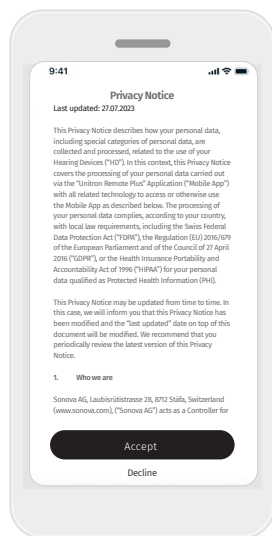 9:41
Privacy Notice
Last updated: 27.07.2023
This Privacy Notice describes how your personal data,
including special categories of personal data, are
collected and processed, related to the use of your
Hearing Devices (“HD”). In this context, this Privacy Notice
covers the processing of your personal data carried out
via the “Unitron Remote Plus” Application (“Mobile App”)
with all related technology to access or otherwise use
the Mobile App as described below. The processing of
your personal data complies, according to your country,
with local law requirements, including the Swiss Federal
Data Protection Act (“FDPA”), the Regulation (EU) 2016/679
of the European Parliament and of the Council of 27 April
2016 (“GDPR”), or the Health Insurance Portability and
Accountability Act of 1996 (“HIPAA”) for your personal
data qualified as Protected Health Information (PHI).
This Privacy Notice may be updated from time to time. In
this case, we will inform you that this Privacy Notice has
been modified and the “last updated” date on top of this
document will be modified. We recommend that you
periodically review the latest version of this Privacy
Notice.
1. Who we are
Sonova AG, Laubisrütistrasse 28, 8712 Stäfa, Switzerland
(www.sonova.com), (“Sonova AG”) acts as a Controller for
Accept
Decline